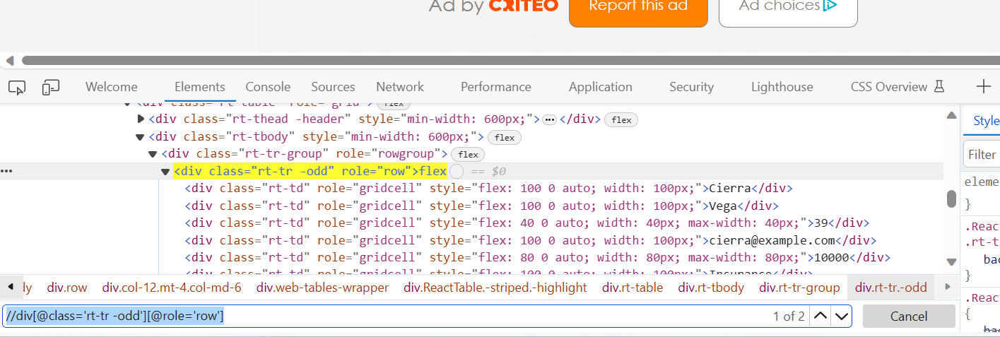 Ad by CRITEO Report this ad Ad choices
Welcome Elements Console Sources Network Performance Application Security Lighthouse CSS Overview
<div class="rt-table" role="grid"> flex
<div class="rt-thead -header" style="min-width: 600px;"> ••• </div> flex
<div class="rt-tbody" style="min-width: 600px;"> flex
<div class="rt-tr-group" role="rowgroup"> flex
••• <div class="rt-tr -odd" role="row">flex == $0
<div class="rt-td" role="gridcell" style="flex: 100 0 auto; width: 100px;">Cierra</div>
<div class="rt-td" role="gridcell" style="flex: 100 0 auto; width: 100px;">Vega</div>
<div class="rt-td" role="gridcell" style="flex: 40 0 auto; width: 40px; max-width: 40px;">39</div>
<div class="rt-td" role="gridcell" style="flex: 100 0 auto; width: 100px;">cierra@example.com</div>
<div class="rt-td" role="gridcell" style="flex: 80 0 auto; width: 80px; max-width: 80px;">10000</div>
<div class="rt-td" role="gridcell" style="flex: 100 0 auto; width: 100px;">Insurance</div>
dy div.row div.col-12.mt-4.col-md-6 div.web-tables-wrapper div.ReactTable.-striped.-highlight div.rt-table div.rt-tbody div.rt-tr-group div.rt-tr.-odd
//div[@class='rt-tr -odd'][@role='row'] 1 of 2 Cancel
Style
Filter
eleme
}
.Reac
.rt-t
bac
}
.Reac
{